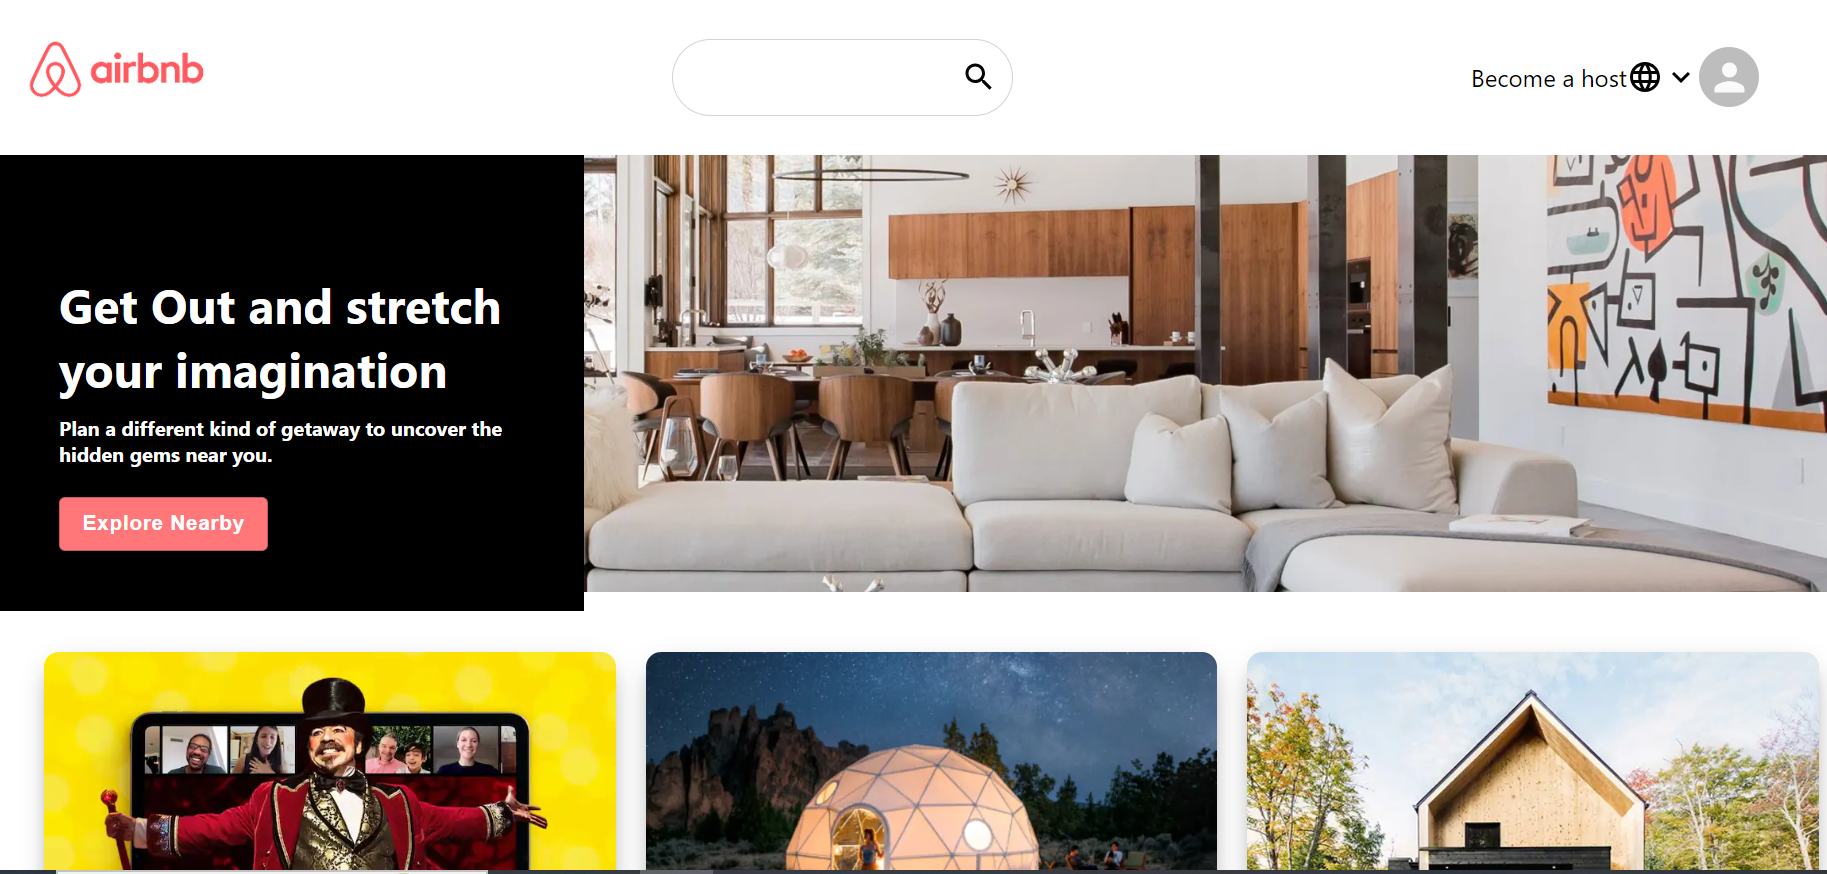 airbnb
Become a host
Get Out and stretch
your imagination
Plan a different kind of getaway to uncover the
hidden gems near you.
Explore Nearby